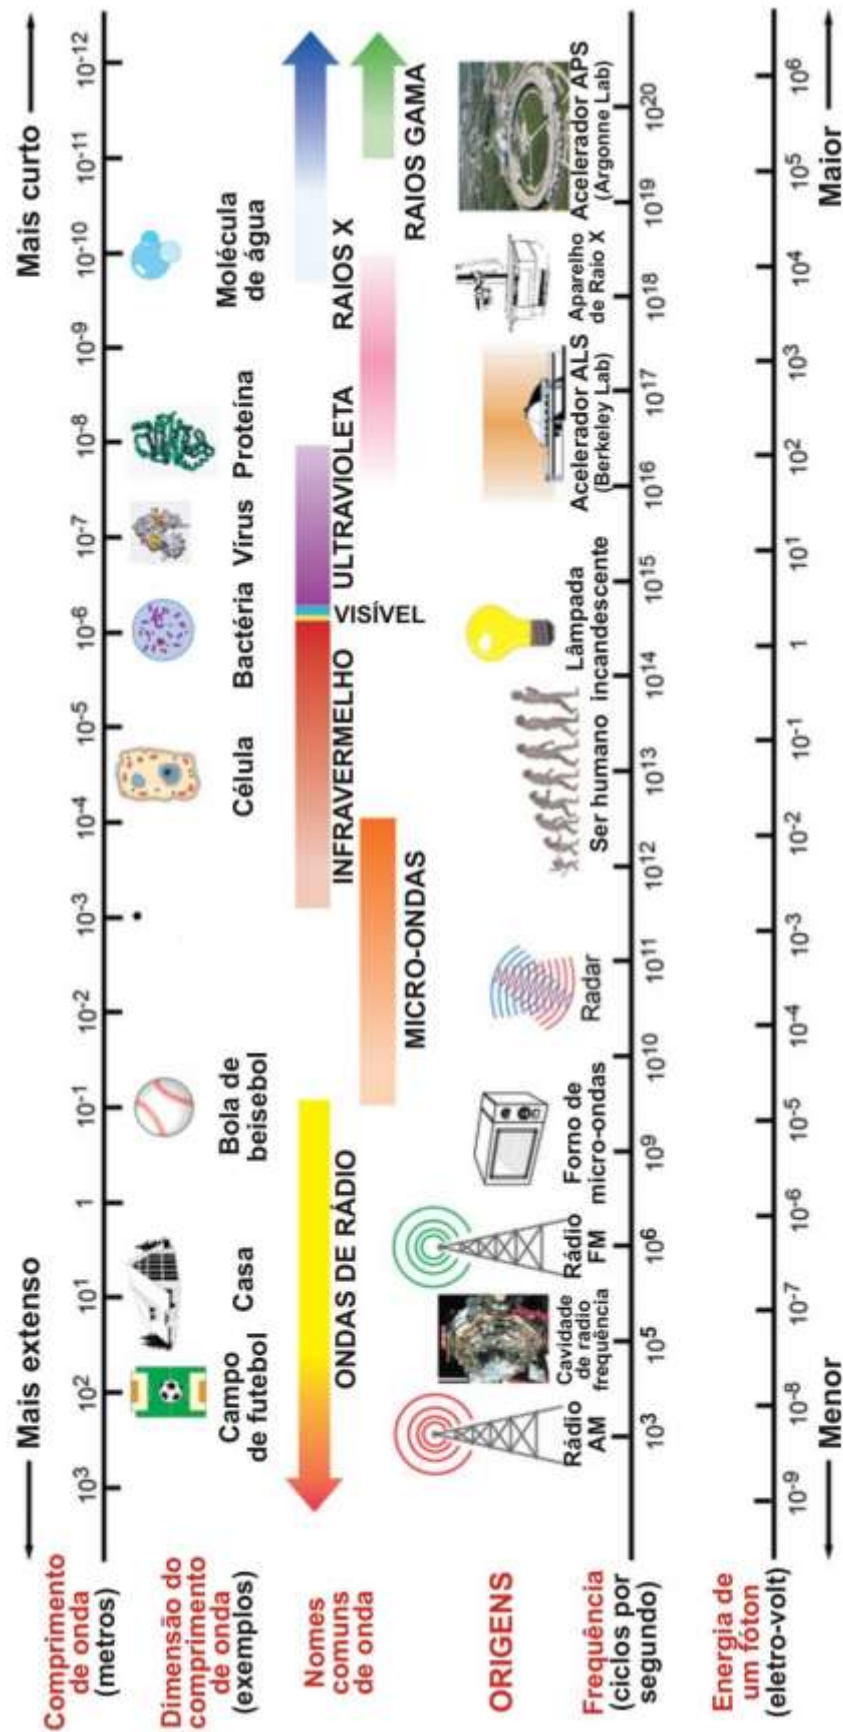 Mais extenso
Mais curto
Comprimento
de onda
(metros)
10³
10²
10¹
1
10⁻¹
10⁻²
10⁻³
10⁻⁴
10⁻⁵
10⁻⁶
10⁻⁷
10⁻⁸
10⁻⁹
10⁻¹⁰
10⁻¹¹
10⁻¹²
Dimensão do
comprimento
de onda
(exemplos)
Campo
de futebol
Casa
Bola de
beisebol
Célula
Bactéria
Vírus
Proteína
Molécula
de água
Nomes
comuns
de onda
ONDAS DE RÁDIO
MICRO-ONDAS
INFRAVERMELHO
VISÍVEL
ULTRAVIOLETA
RAIOS X
RAIOS GAMA
ORIGENS
Rádio
AM
Cavidade
de radio
frequência
Rádio
FM
Forno de
micro-ondas
Radar
Ser humano
Lâmpada
incandescente
Acelerador ALS
(Berkeley Lab)
Aparelho
de Raio X
Acelerador APS
(Argonne Lab)
Frequência
(ciclos por
segundo)
10³
10⁵
10⁶
10⁹
10¹⁰
10¹¹
10¹²
10¹³
10¹⁴
10¹⁵
10¹⁶
10¹⁷
10¹⁸
10¹⁹
10²⁰
Energia de
um fóton
(eletro-volt)
10⁻⁹
10⁻⁸
10⁻⁷
10⁻⁶
10⁻⁵
10⁻⁴
10⁻³
10⁻²
10⁻¹
1
10¹
10²
10³
10⁴
10⁵
10⁶
Menor
Maior